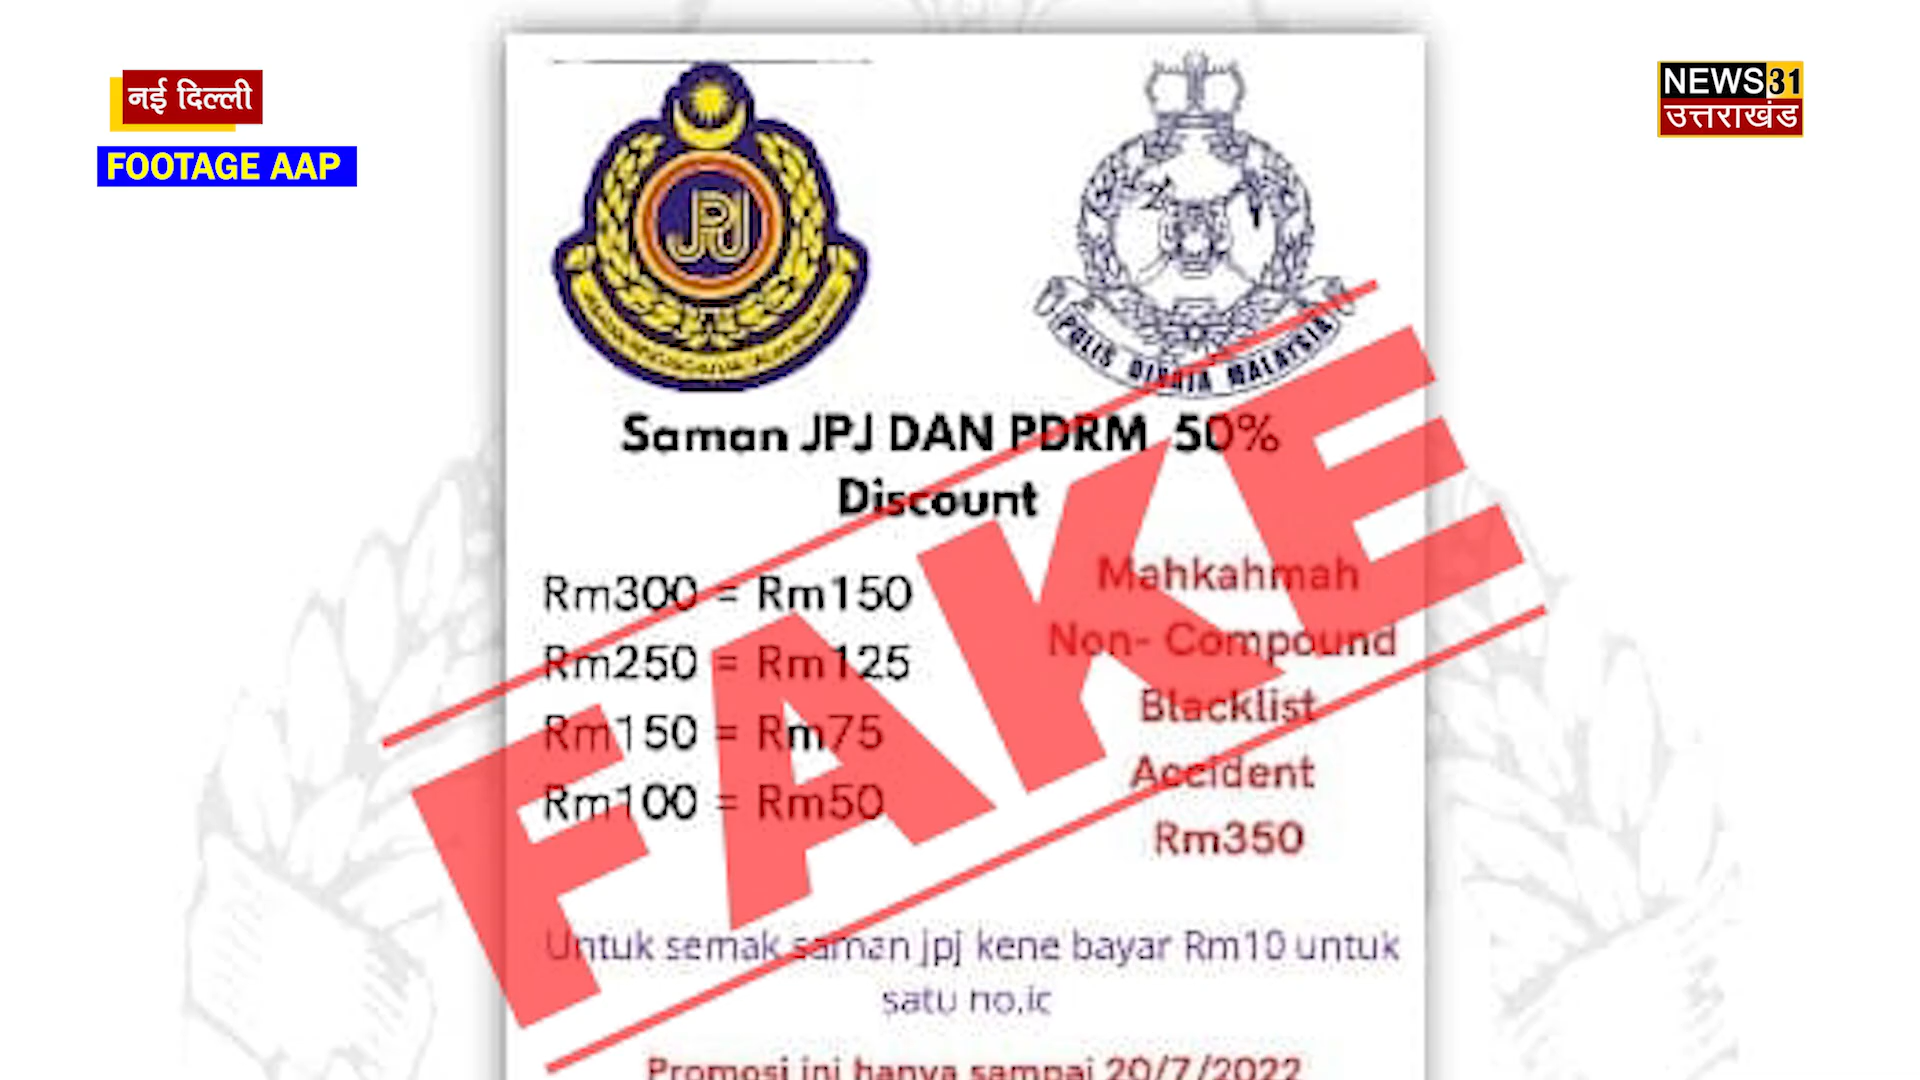 नई दिल्ली
FOOTAGE AAP
NEWS 31
उत्तराखंड
JPJ
POLIS DIRAJA MALAYSIA
Saman JPJ DAN PDRM 50%
Discount
Rm300 = Rm150
Rm250 = Rm125
Rm150 = Rm75
Rm100 = Rm50
Mahkahmah
Non- Compound
Blacklist
Accident
Rm350
FAKE
Untuk semak saman jpj kene bayar Rm10 untuk
satu no.ic
Promosi ini hanya sampai 20/7/2022